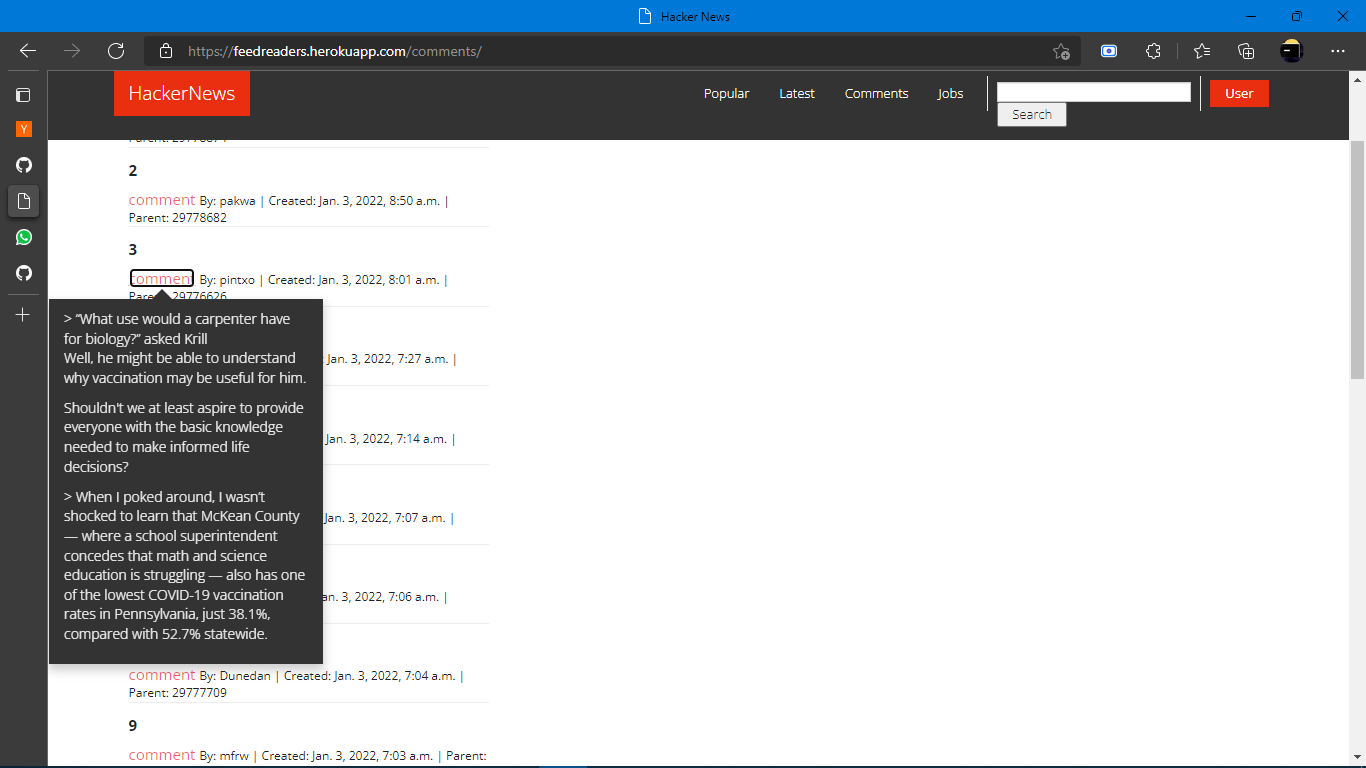 Hacker News
https://feedreaders.herokuapp.com/comments/
HackerNews
Popular
Latest
Comments
Jobs
Search
User
2
comment By: pakwa | Created: Jan. 3, 2022, 8:50 a.m. |
Parent: 29778682
3
comment By: pintxo | Created: Jan. 3, 2022, 8:01 a.m. |
Parent: 29776626
> “What use would a carpenter have
for biology?” asked Krill
Well, he might be able to understand
why vaccination may be useful for him.
Shouldn't we at least aspire to provide
everyone with the basic knowledge
needed to make informed life
decisions?
> When I poked around, I wasn’t
shocked to learn that McKean County
— where a school superintendent
concedes that math and science
education is struggling — also has one
of the lowest COVID-19 vaccination
rates in Pennsylvania, just 38.1%,
compared with 52.7% statewide.
Jan. 3, 2022, 7:27 a.m. |
Jan. 3, 2022, 7:14 a.m. |
Jan. 3, 2022, 7:07 a.m. |
an. 3, 2022, 7:06 a.m. |
comment By: Dunedan | Created: Jan. 3, 2022, 7:04 a.m. |
Parent: 29777709
9
comment By: mfrw | Created: Jan. 3, 2022, 7:03 a.m. | Parent: